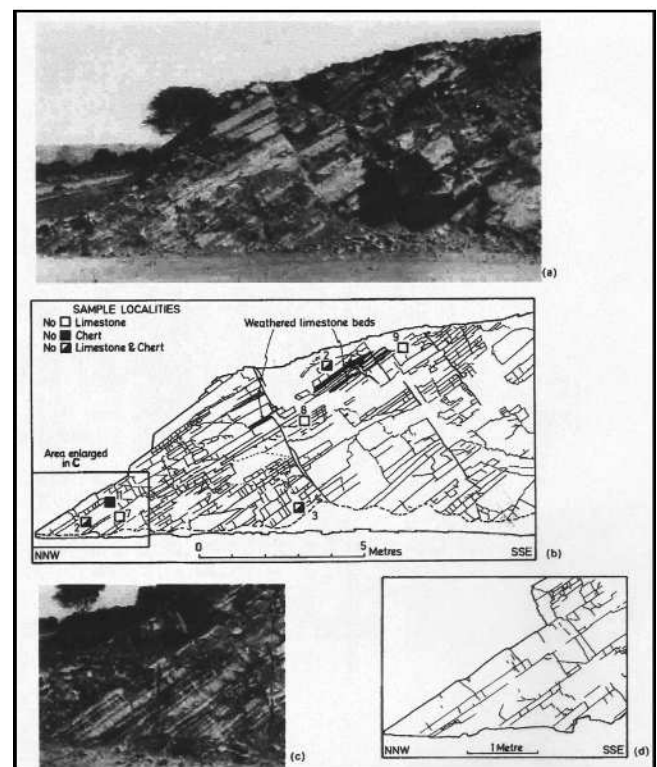 (a)
SAMPLE LOCALITIES
No Limestone
No Chert
No Limestone & Chert
Weathered limestone beds
2
9
8
Area enlarged
in C
7
2
3
0 5
Metres
NNW
SSE
(b)
(c)
NNW
1 Metre
SSE
(d)